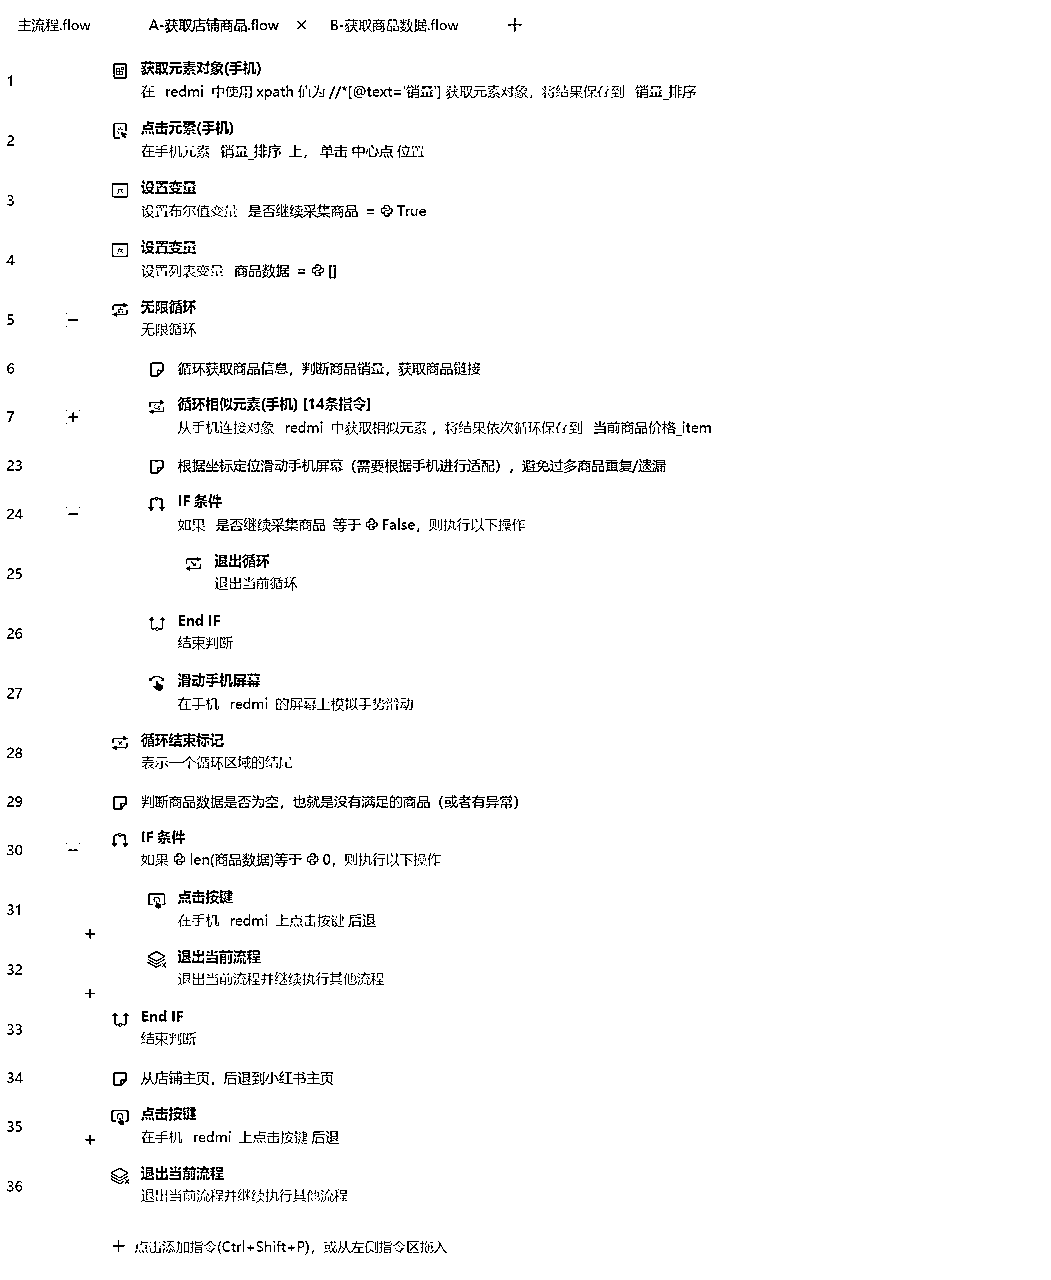 主流程.flow A-获取店铺商品.flow × B-获取商品数据.flow +
1 获取元素对象(手机)
在 redmi 中使用 xpath 值为 //*[@text='销量'] 获取元素对象，将结果保存到 销量_排序
2 点击元素(手机)
在手机元素 销量_排序 上， 单击 中心点 位置
3 设置变量
设置布尔值变量 是否继续采集商品 = True
4 设置变量
设置列表变量 商品数据 = []
5 无限循环
无限循环
6 循环获取商品信息，判断商品销量，获取商品链接
7 循环相似元素(手机) [14条指令]
从手机连接对象 redmi 中获取相似元素 ，将结果依次循环保存到 当前商品价格_item
23 根据坐标定位滑动手机屏幕（需要根据手机进行适配），避免过多商品重复/遗漏
24 IF 条件
如果 是否继续采集商品 等于 False，则执行以下操作
25 退出循环
退出当前循环
26 End IF
结束判断
27 滑动手机屏幕
在手机 redmi 的屏幕上模拟手势滑动
28 循环结束标记
表示一个循环区域的结尾
29 判断商品数据是否为空，也就是没有满足的商品（或者有异常）
30 IF 条件
如果 len(商品数据)等于 0，则执行以下操作
31 点击按键
在手机 redmi 上点击按键 后退
32 退出当前流程
退出当前流程并继续执行其他流程
33 End IF
结束判断
34 从店铺主页，后退到小红书主页
35 点击按键
在手机 redmi 上点击按键 后退
36 退出当前流程
退出当前流程并继续执行其他流程
+ 点击添加指令(Ctrl+Shift+P)，或从左侧指令区拖入